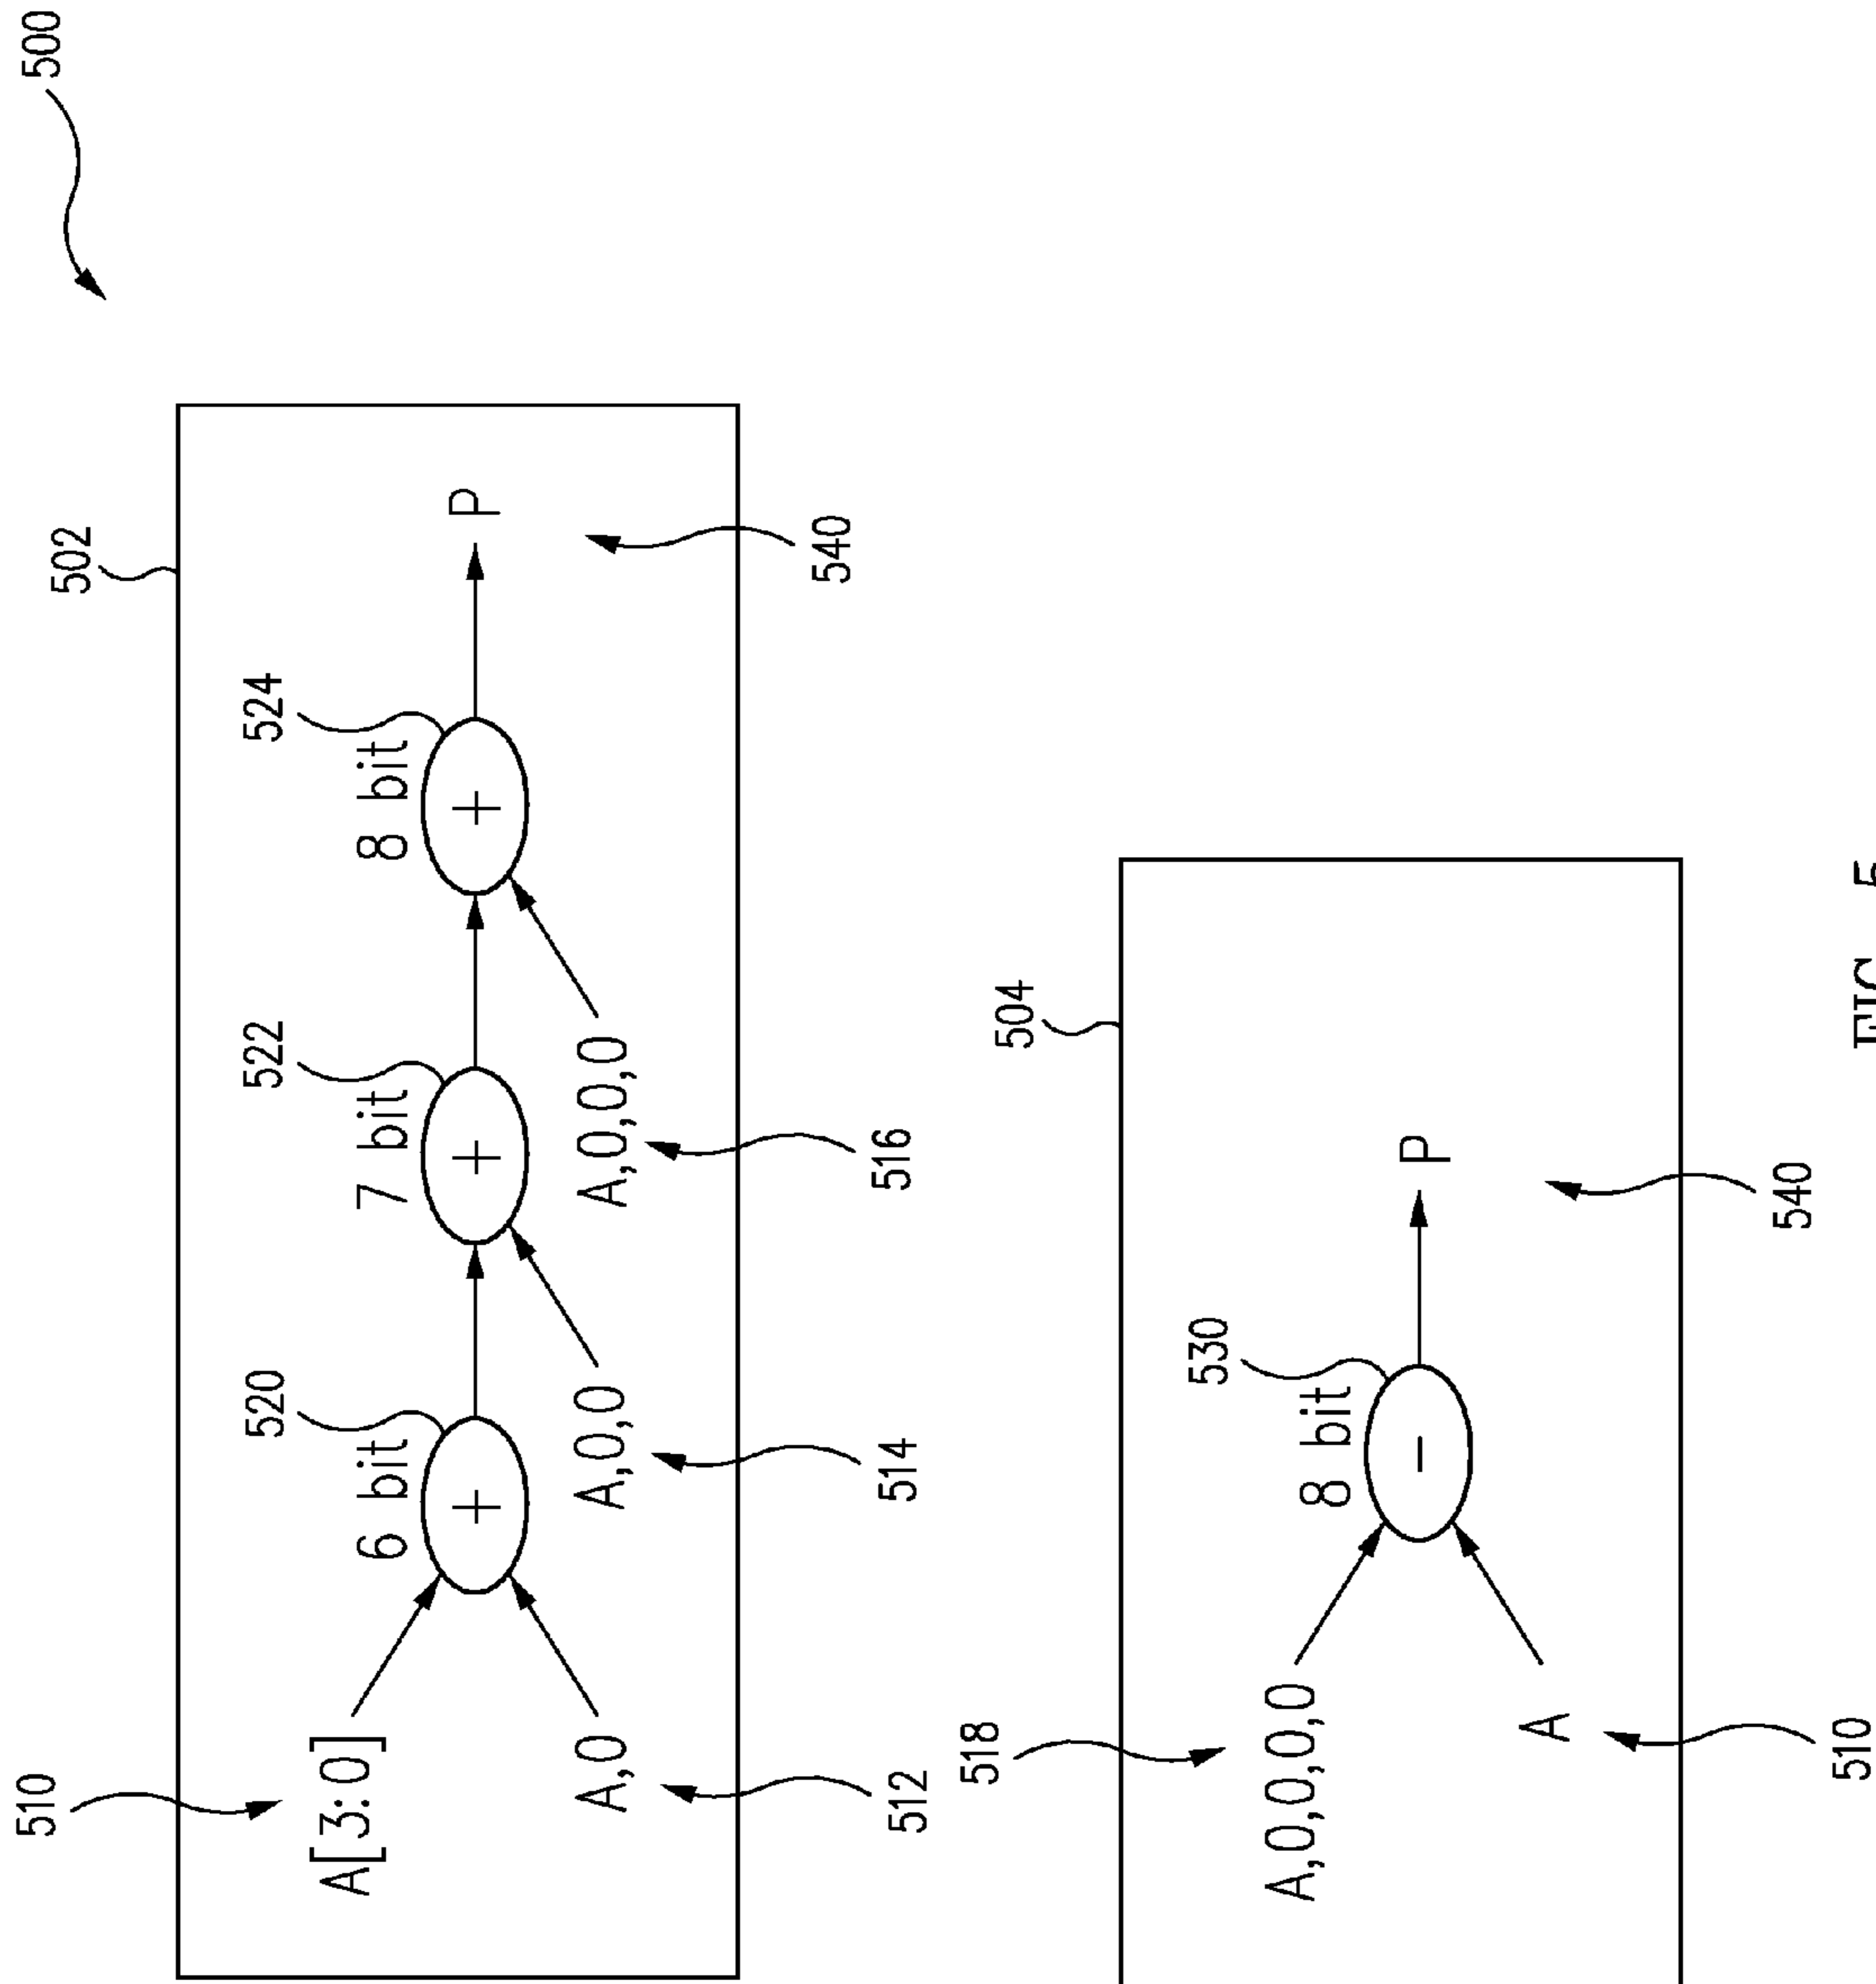 500
510
502
520 522 524
A[3:0] 6 bit 7 bit 8 bit
+ + + P
A,0 A,0,0 A,0,0,0
512 514 516 540
518 504
530
A,0,0,0,0 8 bit
− P
A
510 540